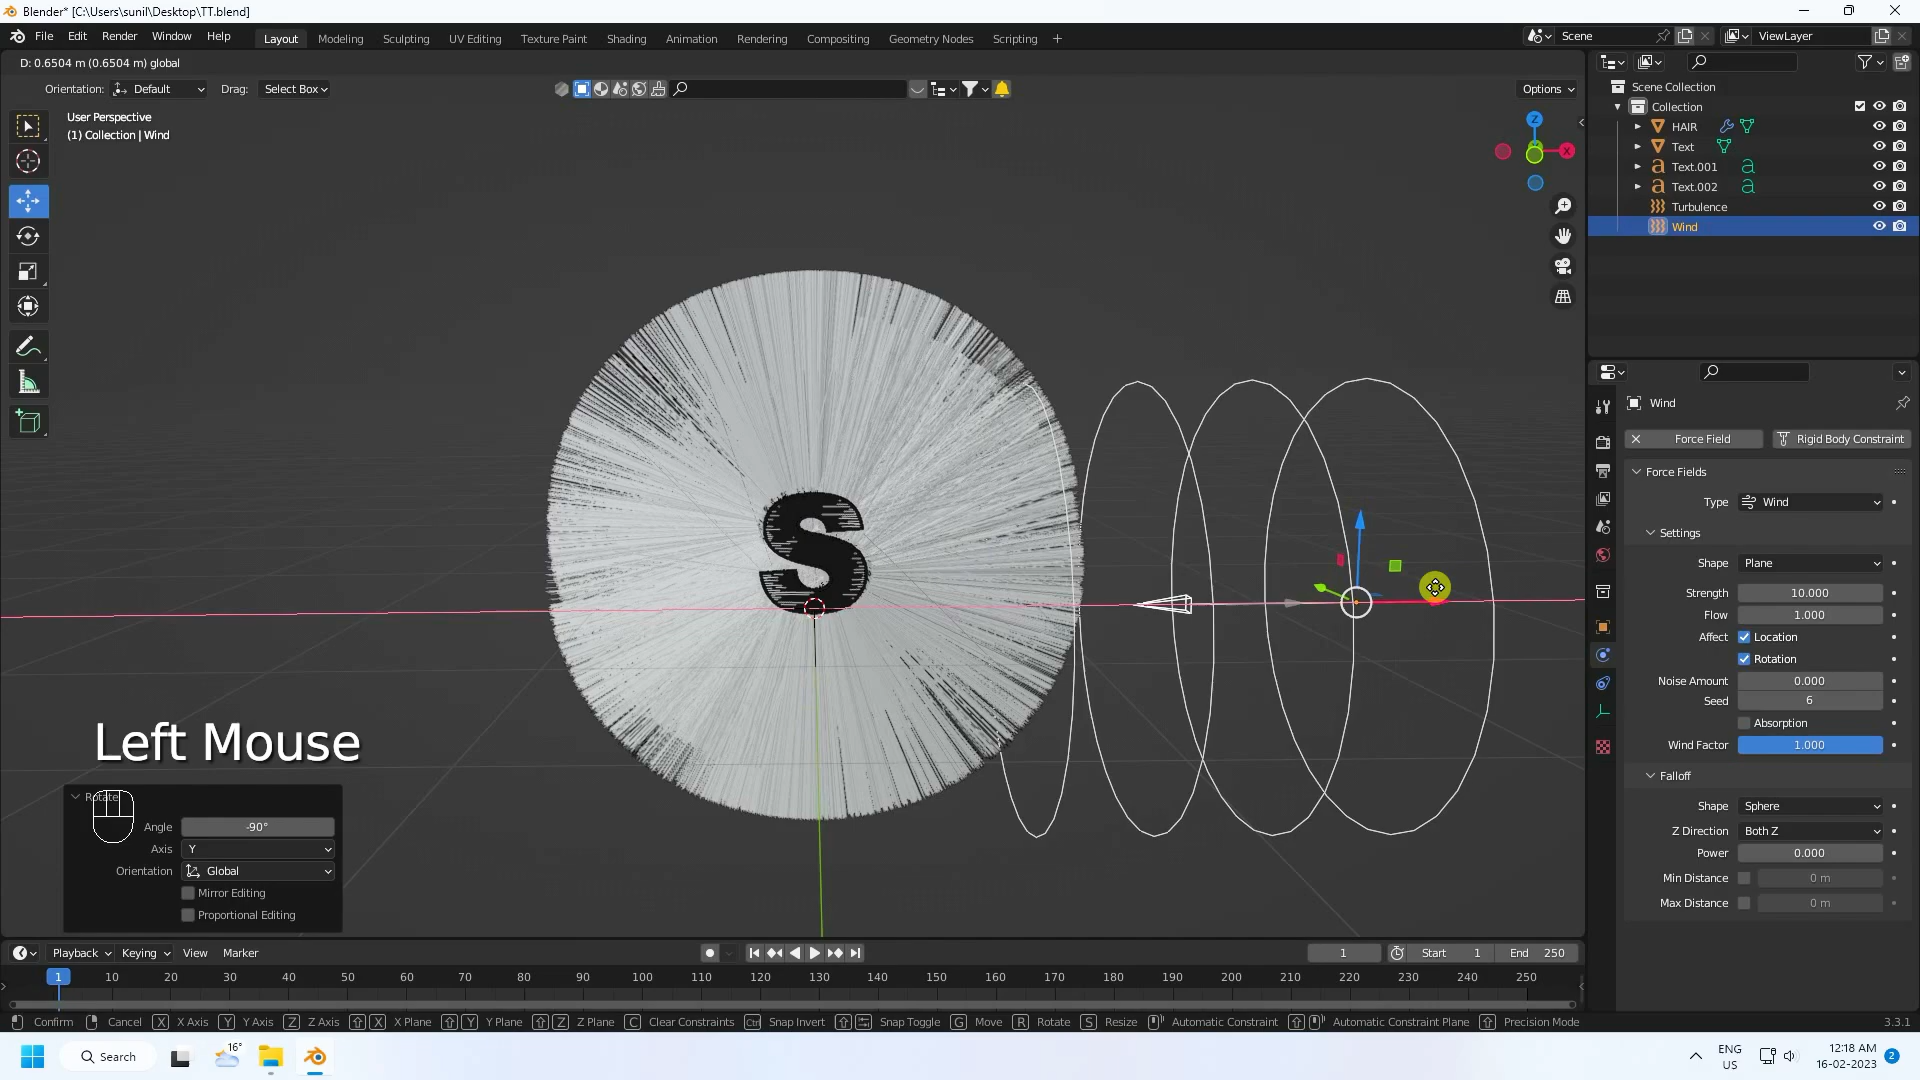 Blender* [C:\Users\sunil\Desktop\TT.blend]
File Edit Render Window Help Layout Modeling Sculpting UV Editing Texture Paint Shading Animation Rendering Compositing Geometry Nodes Scripting + Scene ViewLayer
D: 0.6504 m (0.6504 m) global
Orientation: Default Drag: Select Box Options
User Perspective
(1) Collection | Wind
Z
X
S
Left Mouse
Rotate
Angle -90°
Axis Y
Orientation Global
Mirror Editing
Proportional Editing
Scene Collection
Collection
HAIR
Text
Text.001
Text.002
Turbulence
Wind
Wind
Force Field Rigid Body Constraint
Force Fields
Type Wind
Settings
Shape Plane
Strength 10.000
Flow 1.000
Affect Location
Rotation
Noise Amount 0.000
Seed 6
Absorption
Wind Factor 1.000
Falloff
Shape Sphere
Z Direction Both Z
Power 0.000
Min Distance 0 m
Max Distance 0 m
Playback Keying View Marker 1 Start 1 End 250
1 10 20 30 40 50 60 70 80 90 100 110 120 130 140 150 160 170 180 190 200 210 220 230 240 250
Confirm Cancel X X Axis Y Y Axis Z Z Axis X X Plane Y Y Plane Z Z Plane C Clear Constraints Ctrl Snap Invert Snap Toggle G Move R Rotate S Resize Automatic Constraint Automatic Constraint Plane Precision Mode 3.3.1
Search 16° ENG US 12:18 AM 16-02-2023 2